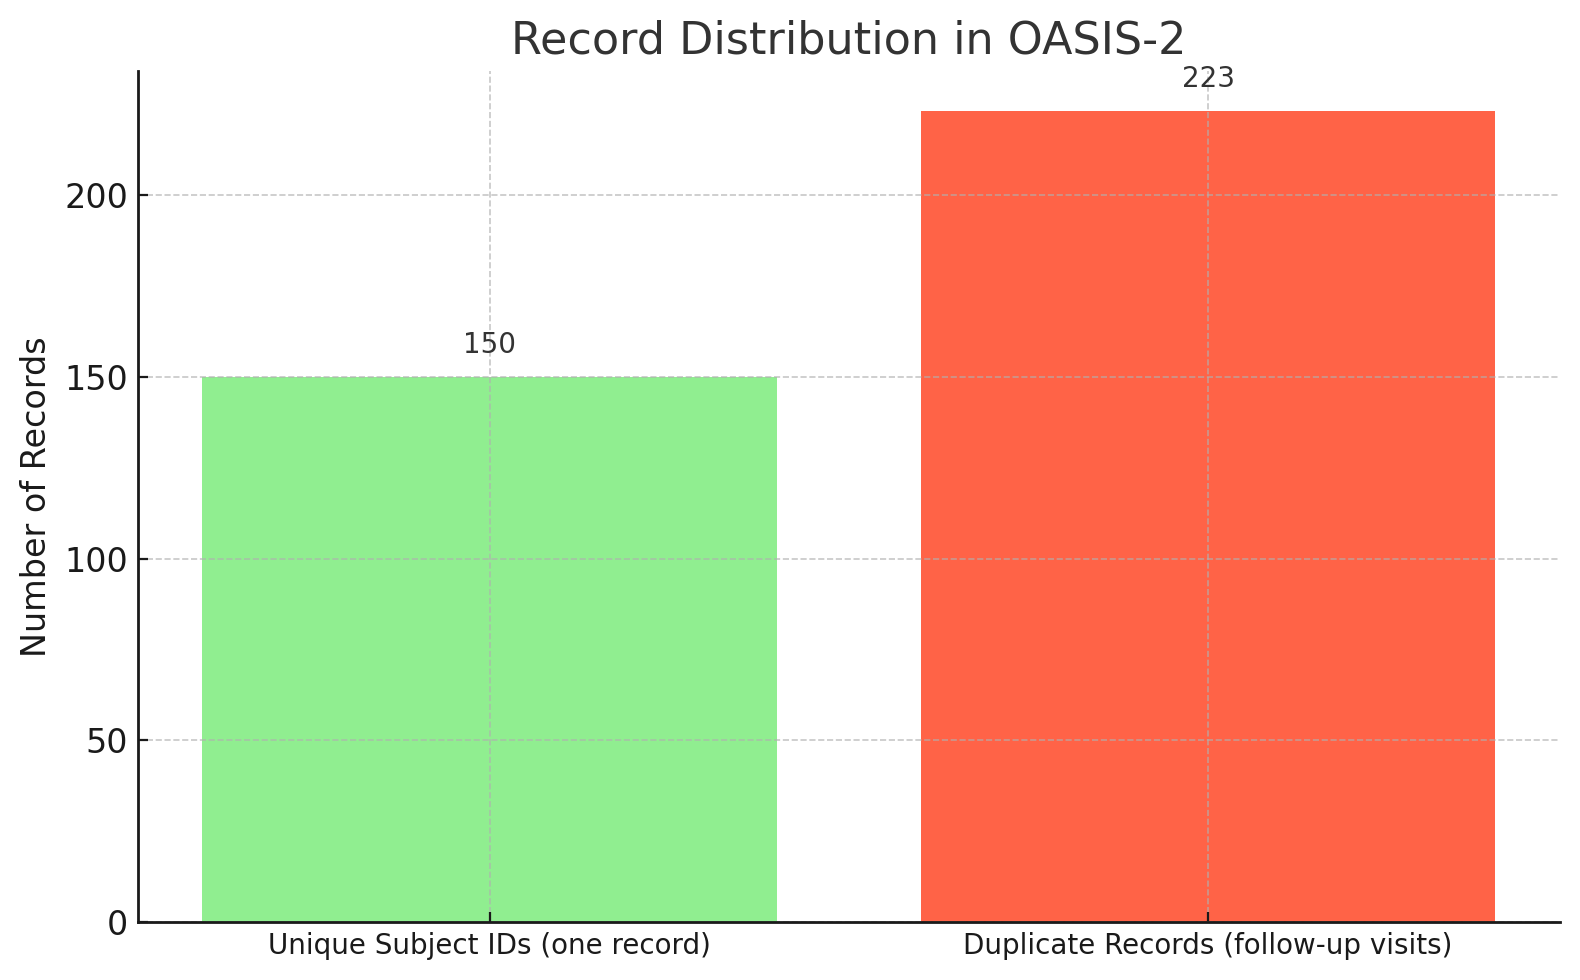 Record Distribution in OASIS-2
223
200
150
150
100
50
0
Number of Records
Unique Subject IDs (one record)
Duplicate Records (follow-up visits)